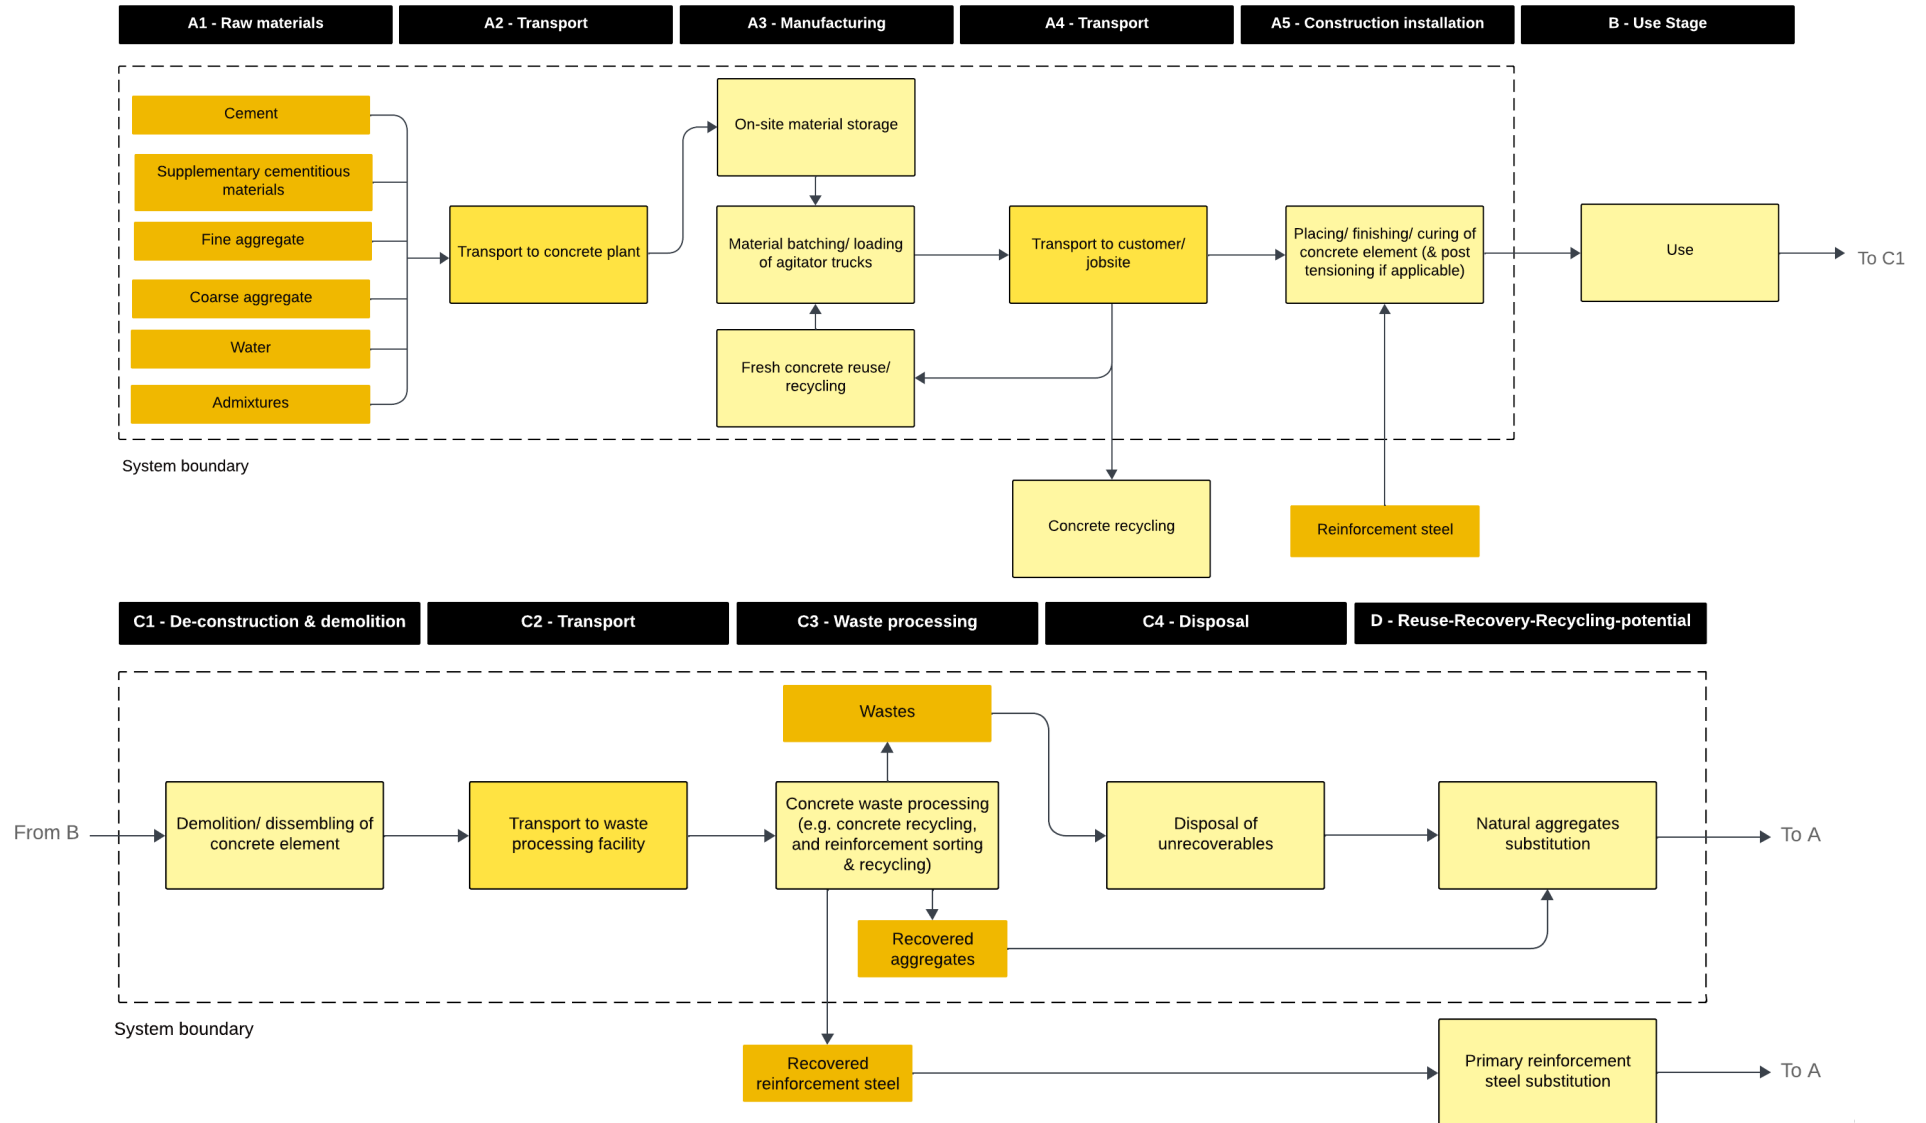 A1 - Raw materials
A2 - Transport
A3 - Manufacturing
A4 - Transport
A5 - Construction installation
B - Use Stage
Cement
Supplementary cementitious
materials
Fine aggregate
Coarse aggregate
Water
Admixtures
Transport to concrete plant
On-site material storage
Material batching/ loading
of agitator trucks
Fresh concrete reuse/
recycling
Transport to customer/
jobsite
Placing/ finishing/ curing of
concrete element (& post
tensioning if applicable)
Use
To C1
System boundary
Concrete recycling
Reinforcement steel
C1 - De-construction & demolition
C2 - Transport
C3 - Waste processing
C4 - Disposal
D - Reuse-Recovery-Recycling-potential
From B
Demolition/ dissembling of
concrete element
Transport to waste
processing facility
Wastes
Concrete waste processing
(e.g. concrete recycling,
and reinforcement sorting
& recycling)
Recovered
aggregates
Disposal of
unrecoverables
Natural aggregates
substitution
To A
System boundary
Recovered
reinforcement steel
Primary reinforcement
steel substitution
To A